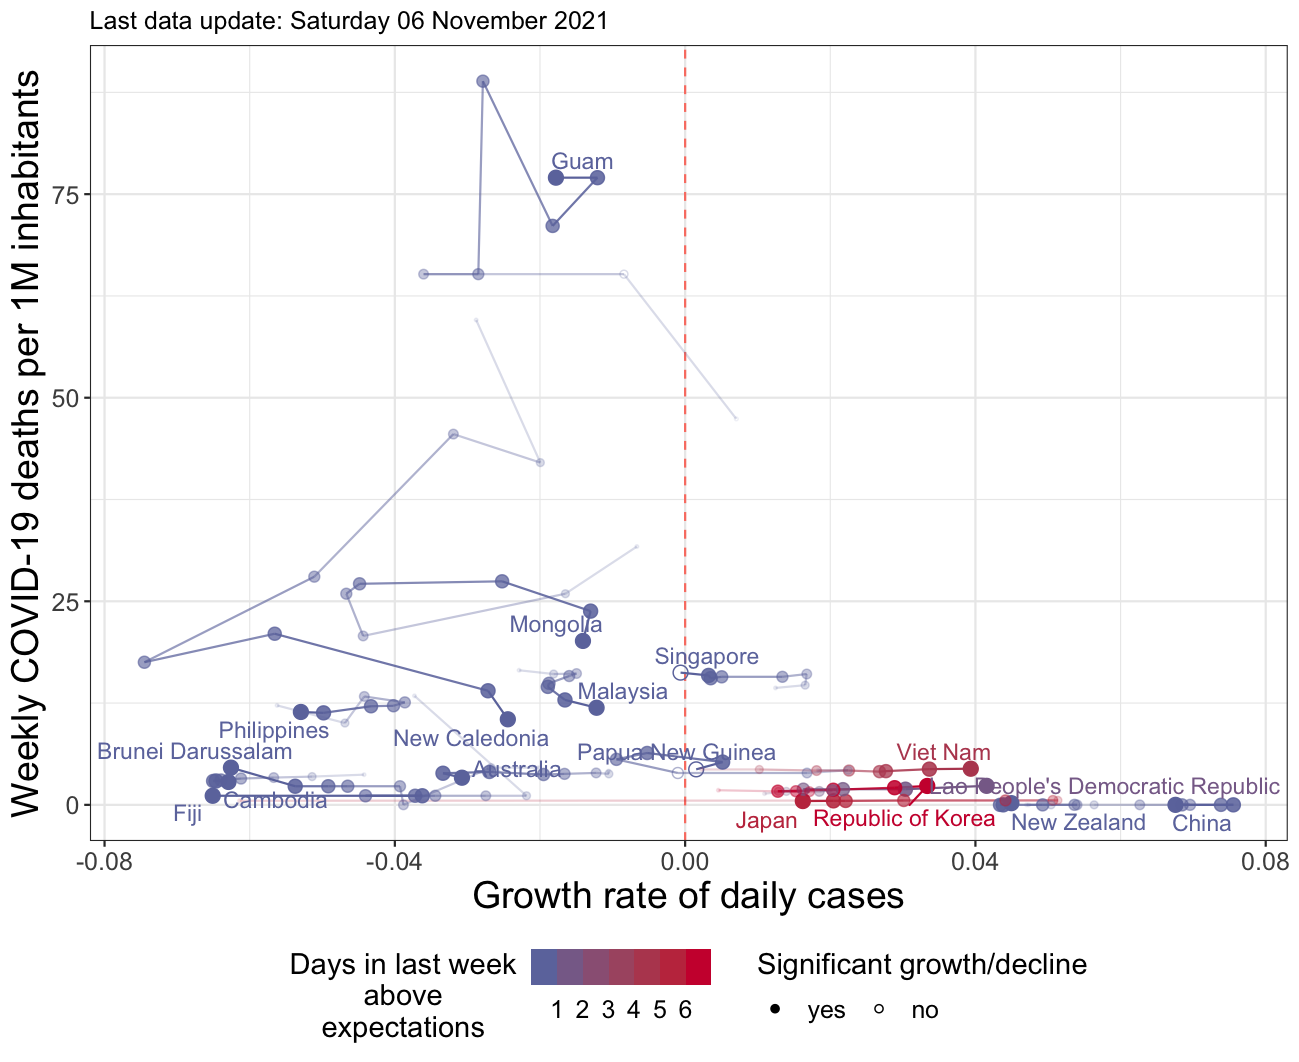 Last data update: Saturday 06 November 2021
Weekly COVID-19 deaths per 1M inhabitants
75
50
25
0
Guam
Mongolia
Singapore
Malaysia
Philippines
New Caledonia
Brunei Darussalam
Papua New Guinea
Viet Nam
Australia
Lao People's Democratic Republic
Cambodia
Fiji
Japan
Republic of Korea
New Zealand
China
-0.08
-0.04
0.00
0.04
0.08
Growth rate of daily cases
Days in last week
above
expectations
1 2 3 4 5 6
Significant growth/decline
yes
no